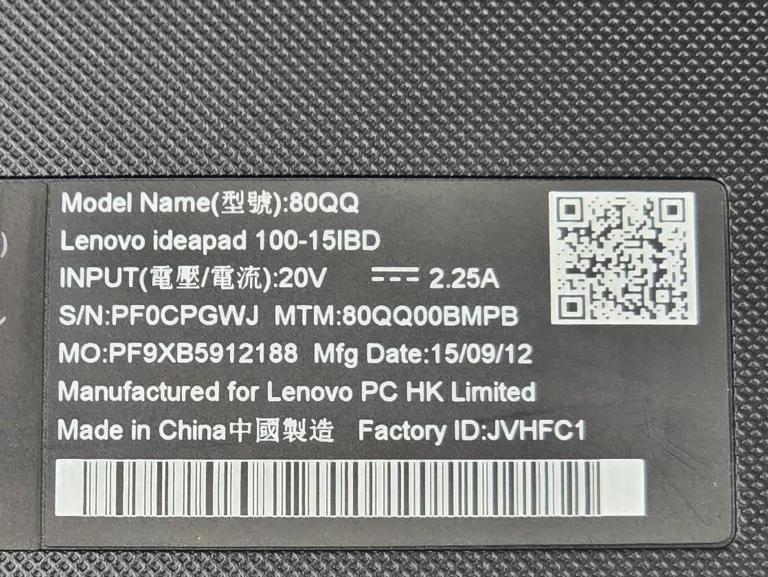 Model Name(型號):80QQ
Lenovo ideapad 100-15IBD
INPUT(電壓/電流):20V ⎓ 2.25A
S/N:PF0CPGWJ MTM:80QQ00BMPB
MO:PF9XB5912188 Mfg Date:15/09/12
Manufactured for Lenovo PC HK Limited
Made in China中國製造 Factory ID:JVHFC1